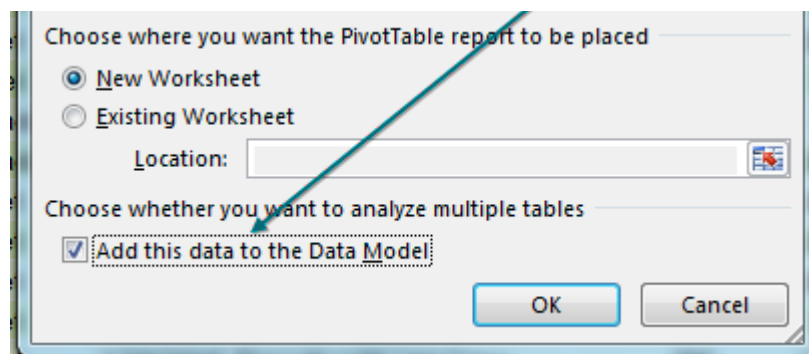 Choose where you want the PivotTable report to be placed
New Worksheet
Existing Worksheet
Location:
Choose whether you want to analyze multiple tables
Add this data to the Data Model
OK Cancel